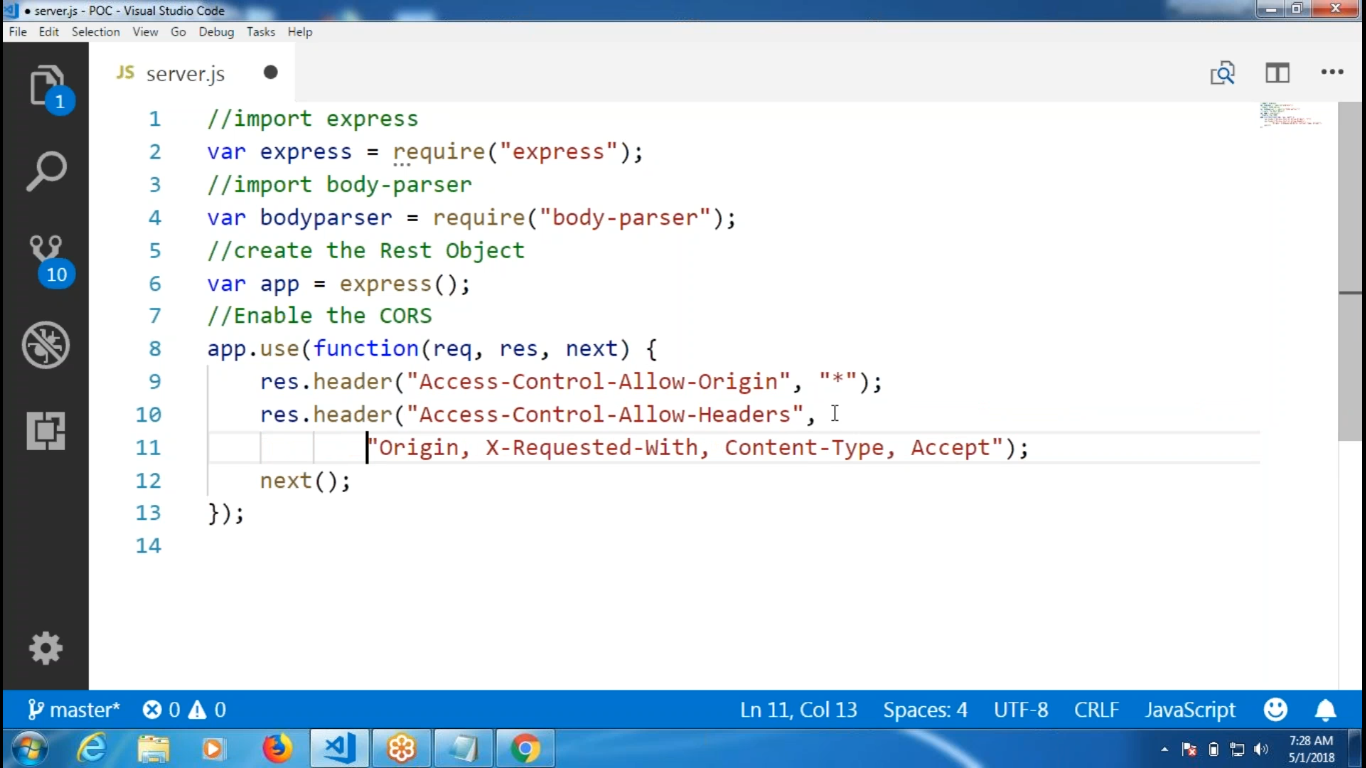 server.js - POC - Visual Studio Code
File Edit Selection View Go Debug Tasks Help
JS server.js
1 //import express
2 var express = require("express");
3 //import body-parser
4 var bodyparser = require("body-parser");
5 //create the Rest Object
6 var app = express();
7 //Enable the CORS
8 app.use(function(req, res, next) {
9 res.header("Access-Control-Allow-Origin", "*");
10 res.header("Access-Control-Allow-Headers",
11 "Origin, X-Requested-With, Content-Type, Accept");
12 next();
13 });
14
1
10
master* 0 0 Ln 11, Col 13 Spaces: 4 UTF-8 CRLF JavaScript
7:28 AM
5/1/2018